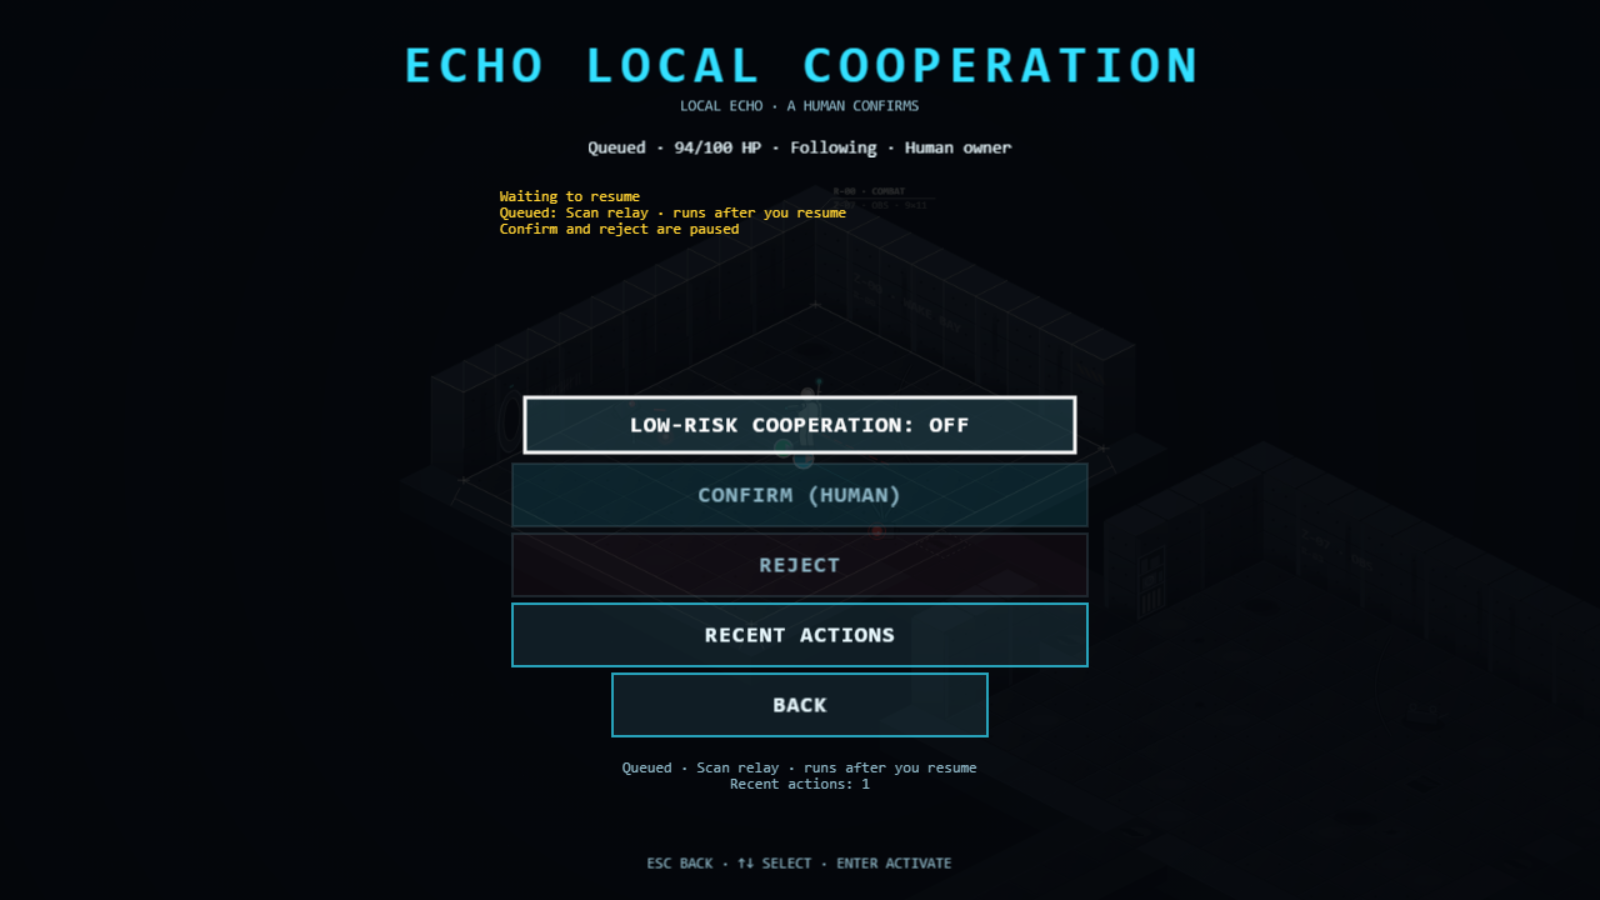 ECHO LOCAL COOPERATION
LOCAL ECHO · A HUMAN CONFIRMS
Queued · 94/100 HP · Following · Human owner
R-00 · COMBAT
Waiting to resume
Queued: Scan relay · runs after you resume
Confirm and reject are paused
LOW-RISK COOPERATION: OFF
CONFIRM (HUMAN)
REJECT
RECENT ACTIONS
BACK
Queued · Scan relay · runs after you resume
Recent actions: 1
ESC BACK · ↑↓ SELECT · ENTER ACTIVATE